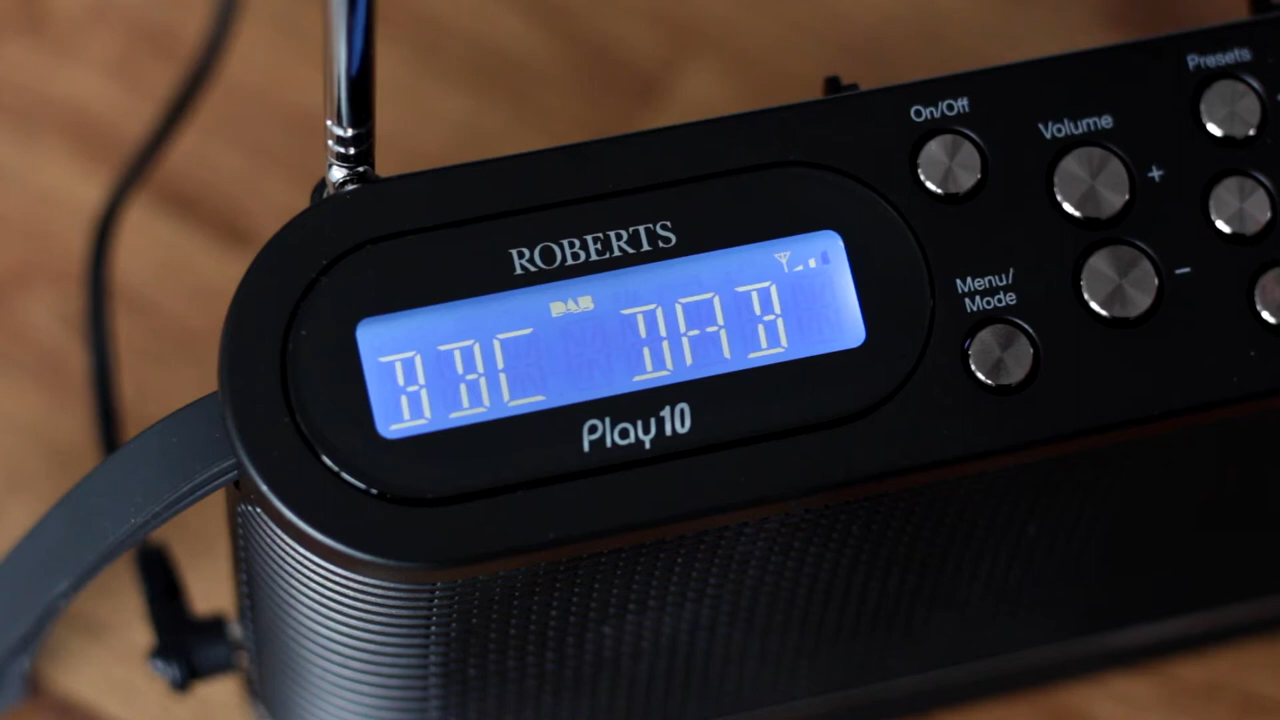 ROBERTS
DAB
BBC DAB
Play10
On/Off
Volume
+
−
Menu/
Mode
Presets